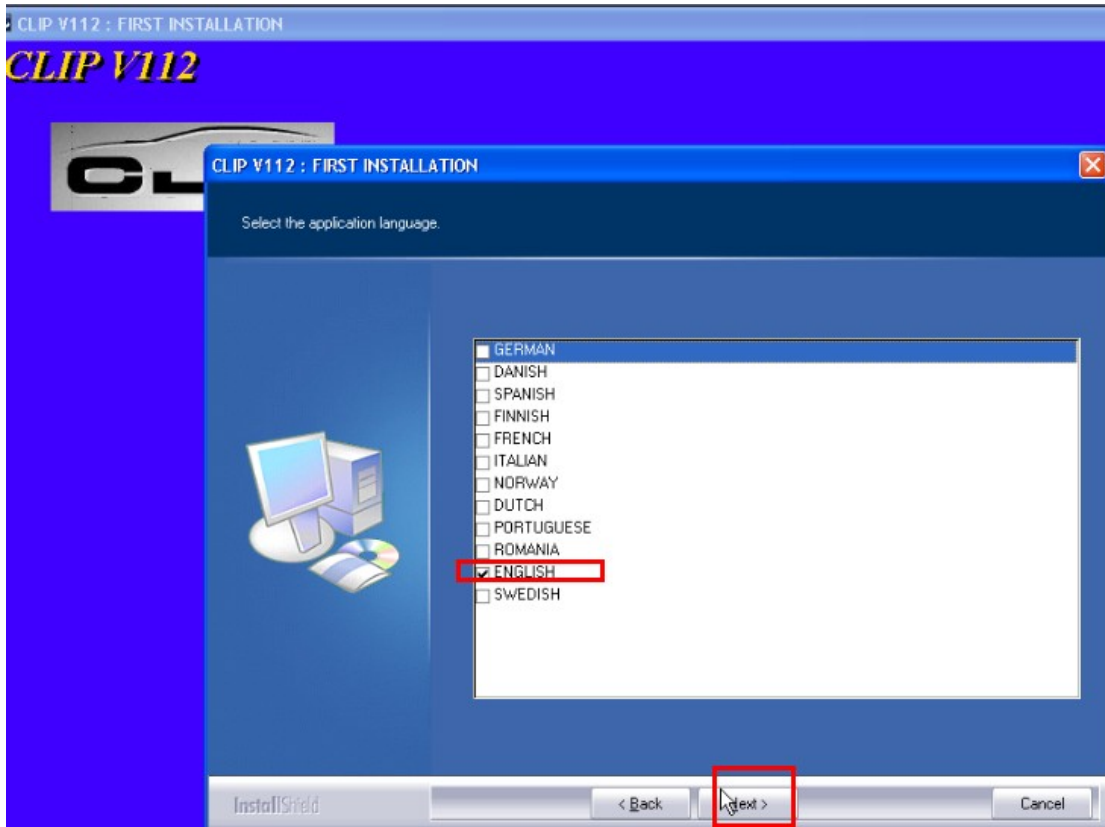 CLIP V112 : FIRST INSTALLATION
CLIP V112
CLIP V112 : FIRST INSTALLATION
Select the application language.
GERMAN
DANISH
SPANISH
FINNISH
FRENCH
ITALIAN
NORWAY
DUTCH
PORTUGUESE
ROMANIA
ENGLISH
SWEDISH
InstallShield
< Back
Next >
Cancel